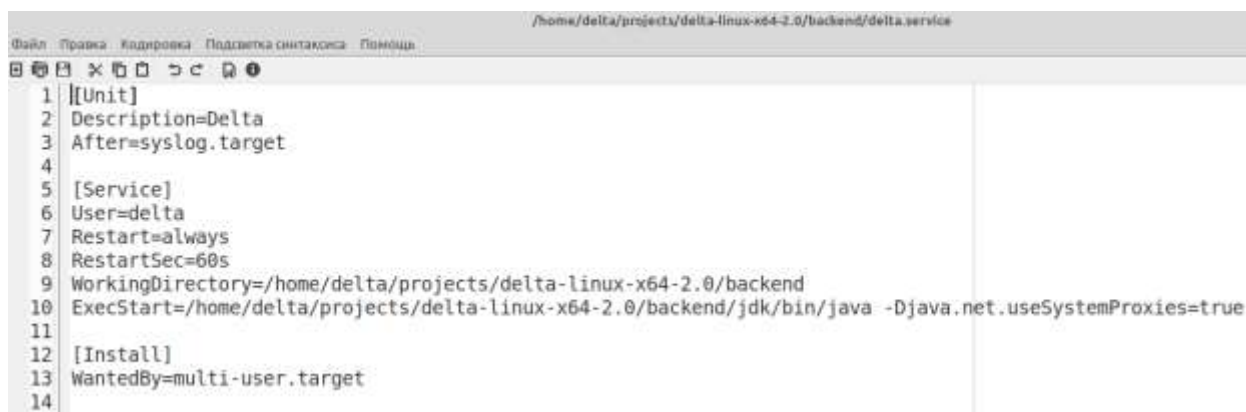 /home/delta/projects/delta-linux-x64-2.0/backend/delta.service
Файл Правка Кодировка Подсветка синтаксиса Помощь
1 [Unit]
2 Description=Delta
3 After=syslog.target
4
5 [Service]
6 User=delta
7 Restart=always
8 RestartSec=60s
9 WorkingDirectory=/home/delta/projects/delta-linux-x64-2.0/backend
10 ExecStart=/home/delta/projects/delta-linux-x64-2.0/backend/jdk/bin/java -Djava.net.useSystemProxies=true
11
12 [Install]
13 WantedBy=multi-user.target
14